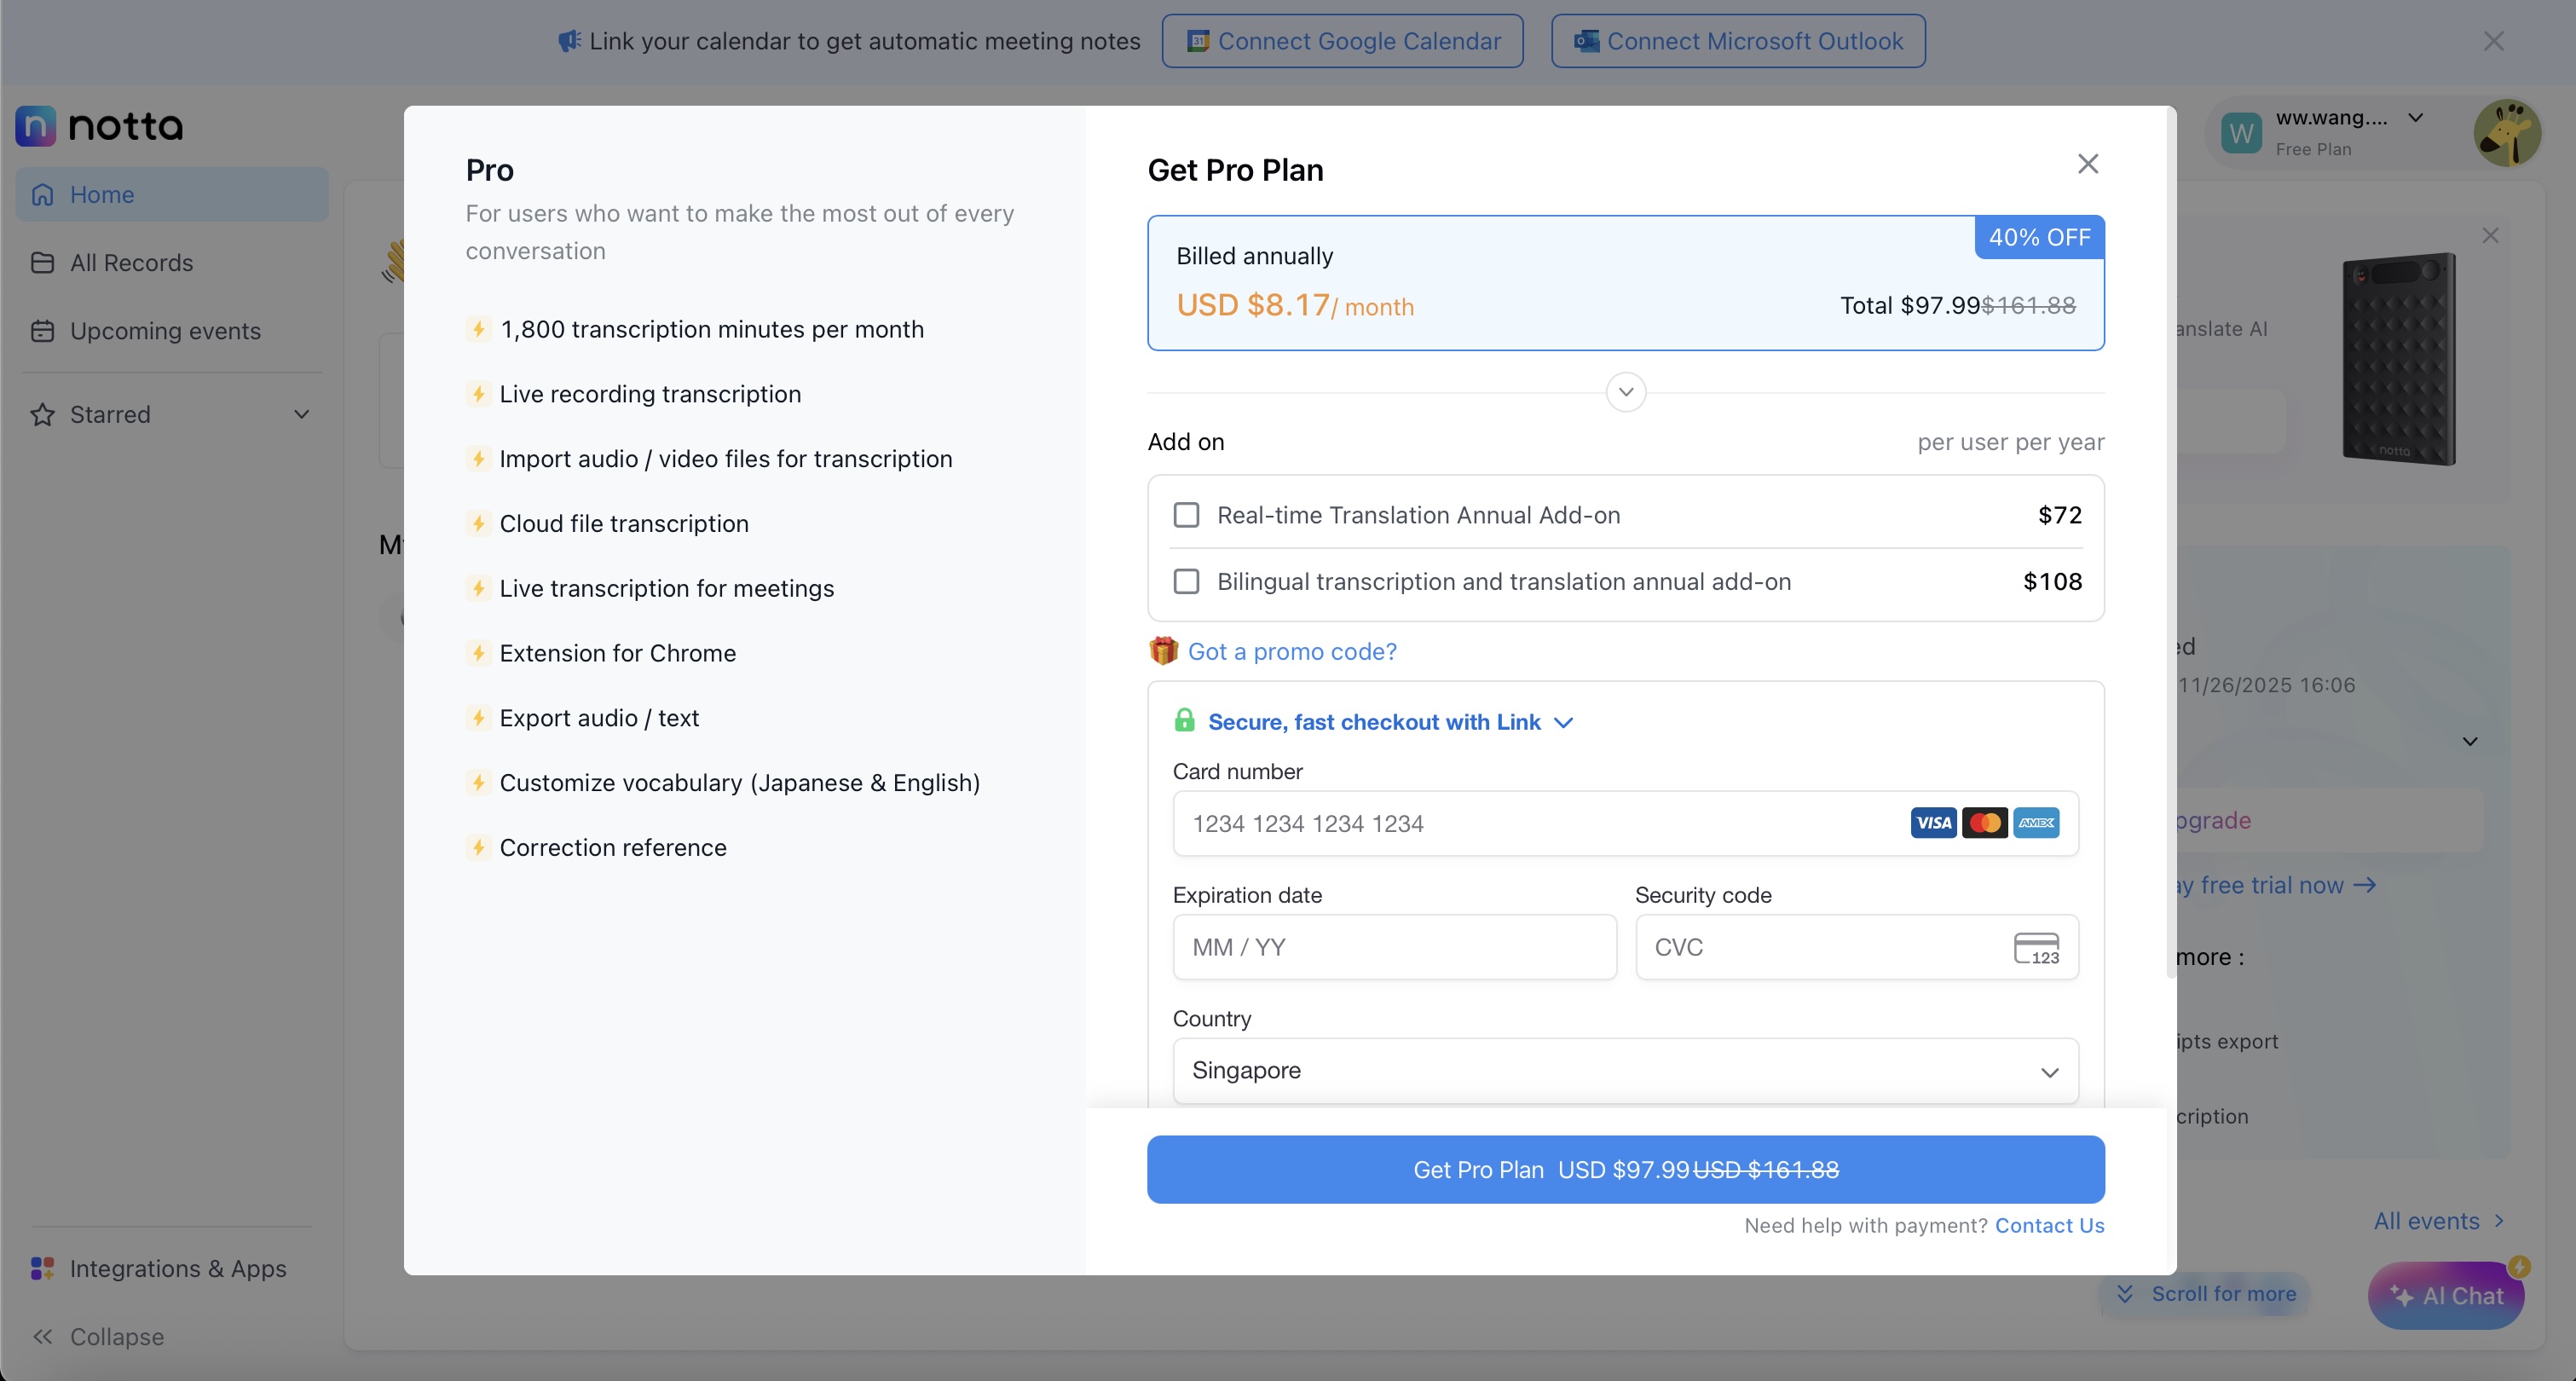 Link your calendar to get automatic meeting notes
Connect Google Calendar
Connect Microsoft Outlook
notta
Home
All Records
Upcoming events
Starred
Integrations & Apps
Collapse
Pro
For users who want to make the most out of every
conversation
1,800 transcription minutes per month
Live recording transcription
Import audio / video files for transcription
Cloud file transcription
Live transcription for meetings
Extension for Chrome
Export audio / text
Customize vocabulary (Japanese & English)
Correction reference
Get Pro Plan
40% OFF
Billed annually
USD $8.17/ month
Total $97.99$161.88
Add on
per user per year
Real-time Translation Annual Add-on
$72
Bilingual transcription and translation annual add-on
$108
Got a promo code?
Secure, fast checkout with Link
Card number
1234 1234 1234 1234
VISA
AMEX
Expiration date
Security code
MM / YY
CVC
123
Country
Singapore
Get Pro Plan USD $97.99USD $161.88
Need help with payment? Contact Us
W
ww.wang....
Free Plan
anslate AI
notta
11/26/2025 16:06
free trial now →
more :
export
All events
Scroll for more
AI Chat